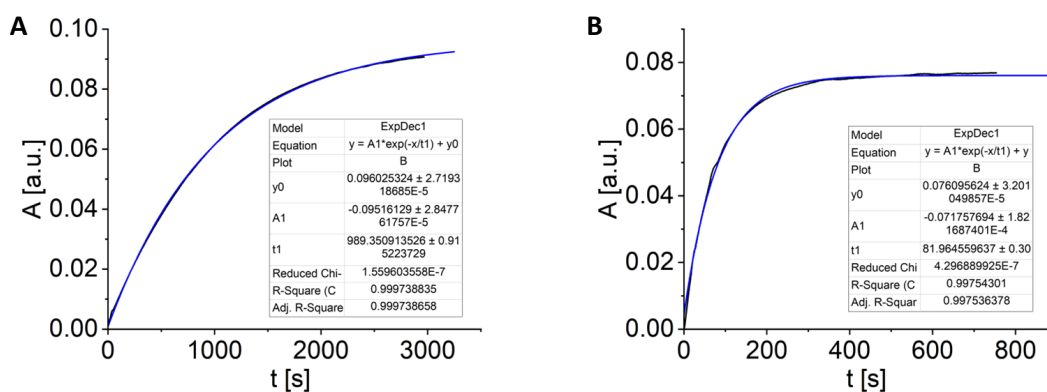 A
A [a.u.]
0.10
0.08
0.06
0.04
0.02
0.00
0
1000
2000
3000
t [s]
Model ExpDec1
Equation y = A1*exp(-x/t1) + y0
Plot B
y0 0.096025324 ± 2.7193
18685E-5
A1 -0.09516129 ± 2.8477
61757E-5
t1 989.350913526 ± 0.91
5223729
Reduced Chi- 1.559603558E-7
R-Square (C 0.999738835
Adj. R-Square 0.999738658
B
A [a.u.]
0.08
0.06
0.04
0.02
0.00
0
200
400
600
800
t [s]
Model ExpDec1
Equation y = A1*exp(-x/t1) + y
Plot B
y0 0.076095624 ± 3.201
049857E-5
A1 -0.071757694 ± 1.82
1687401E-4
t1 81.964559637 ± 0.30
Reduced Chi 4.296889925E-7
R-Square (C 0.99754301
Adj. R-Squar 0.997536378